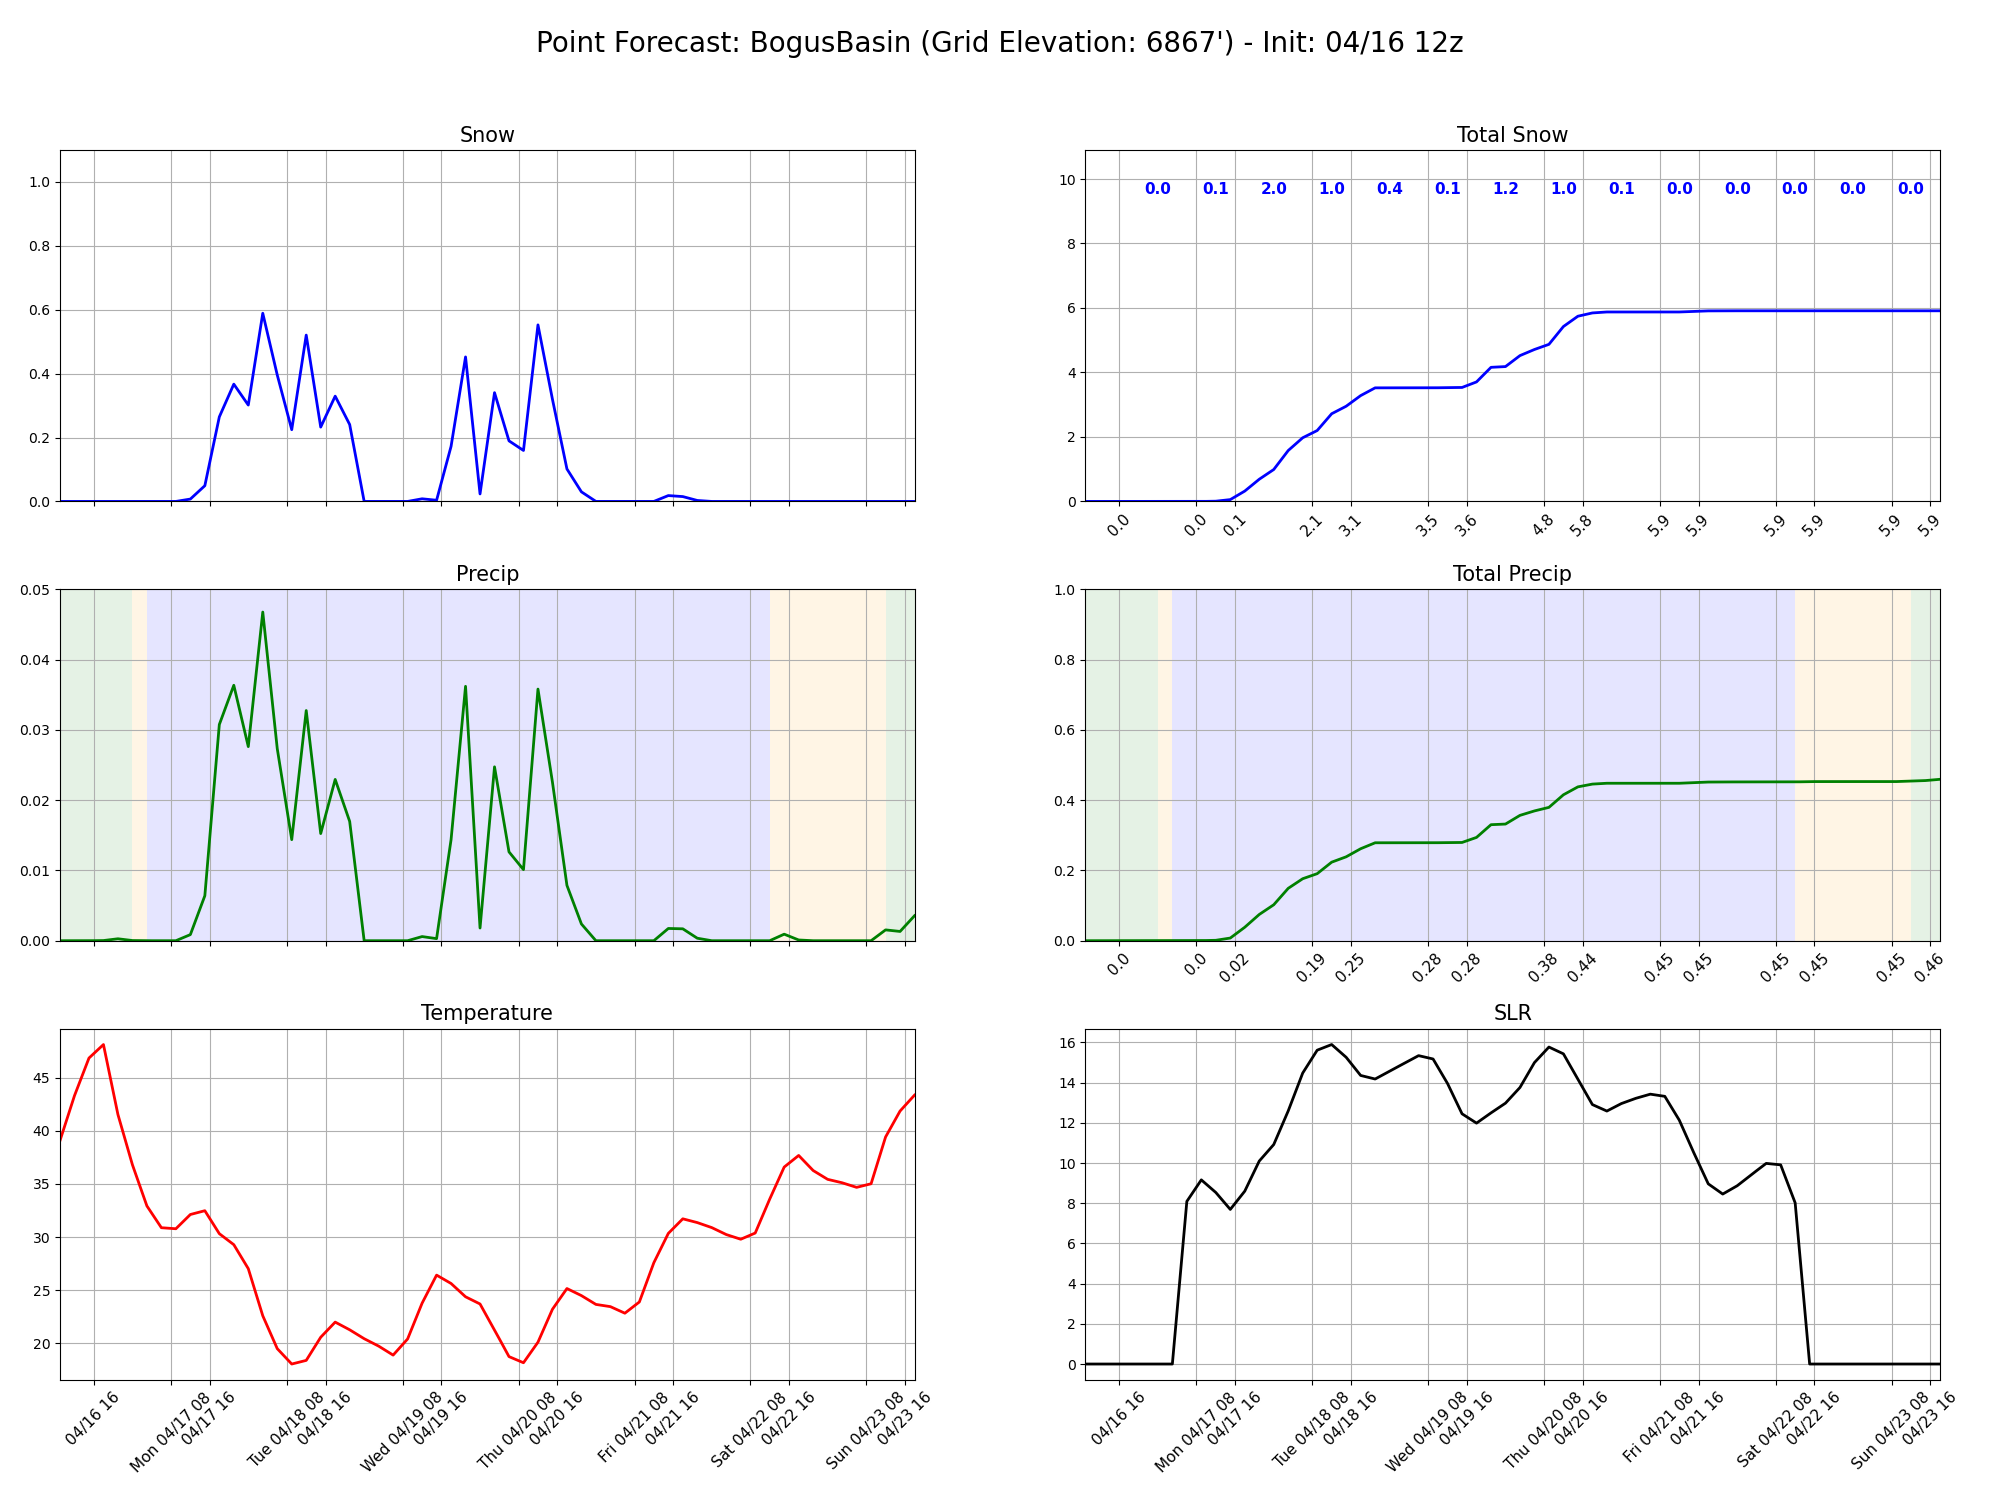 Point Forecast: BogusBasin (Grid Elevation: 6867') - Init: 04/16 12z
Snow
1.0
0.8
0.6
0.4
0.2
0.0
Total Snow
10
8
6
4
2
0
0.0 0.1 2.0 1.0 0.4 0.1 1.2 1.0 0.1 0.0 0.0 0.0 0.0 0.0
0.0 0.0 0.1 2.1 3.1 3.5 3.6 4.8 5.8 5.9 5.9 5.9 5.9 5.9 5.9
Precip
0.05
0.04
0.03
0.02
0.01
0.00
Total Precip
1.0
0.8
0.6
0.4
0.2
0.0
0.0 0.0 0.02 0.19 0.25 0.28 0.28 0.38 0.44 0.45 0.45 0.45 0.45 0.45 0.46
Temperature
45
40
35
30
25
20
04/16 16
Mon 04/17 08
04/17 16
Tue 04/18 08
04/18 16
Wed 04/19 08
04/19 16
Thu 04/20 08
04/20 16
Fri 04/21 08
04/21 16
Sat 04/22 08
04/22 16
Sun 04/23 08
04/23 16
SLR
16
14
12
10
8
6
4
2
0
04/16 16
Mon 04/17 08
04/17 16
Tue 04/18 08
04/18 16
Wed 04/19 08
04/19 16
Thu 04/20 08
04/20 16
Fri 04/21 08
04/21 16
Sat 04/22 08
04/22 16
Sun 04/23 08
04/23 16